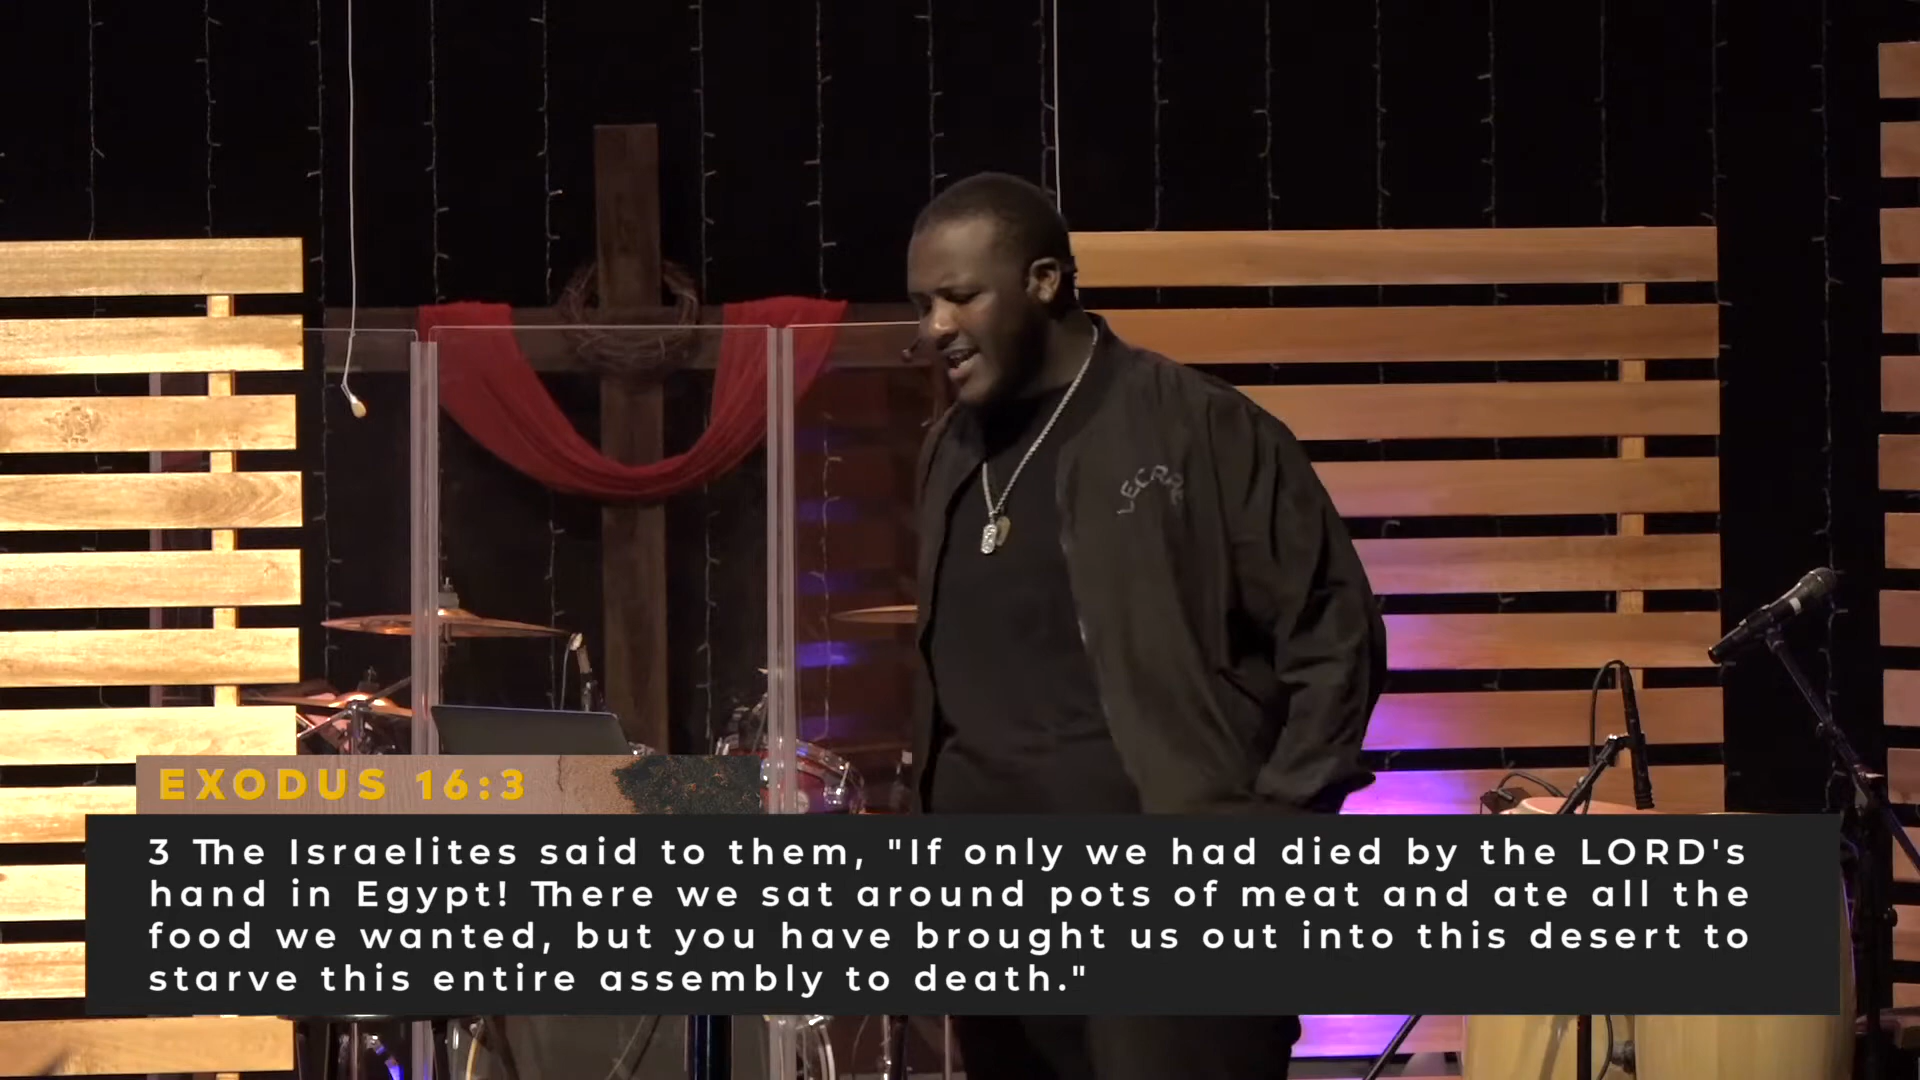 LECRAE
EXODUS 16:3
3 The Israelites said to them, "If only we had died by the LORD's
hand in Egypt! There we sat around pots of meat and ate all the
food we wanted, but you have brought us out into this desert to
starve this entire assembly to death."